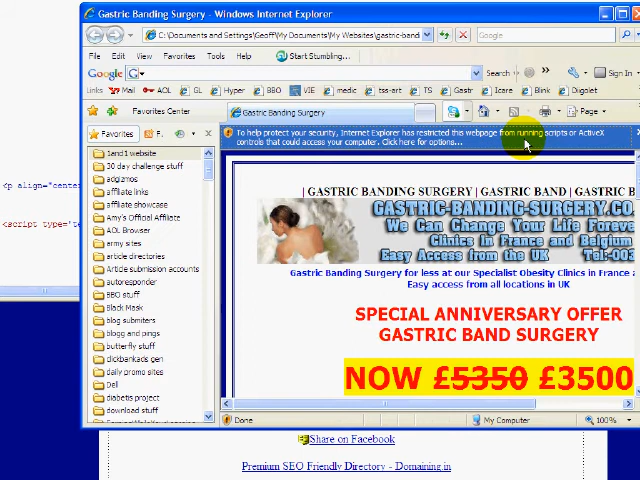 Gastric Banding Surgery - Windows Internet Explorer
C:\Documents and Settings\Geoff\My Documents\My Websites\gastric-band
Google
File Edit View Favorites Tools Help Start Stumbling...
Google G Search Sign In
Links Y! Mail AOL GL Hyper BBO VIE medic tss-art TS Gastr Icare Blink Digolet
Favorites Center Gastric Banding Surgery Page
Favorites F.
To help protect your security, Internet Explorer has restricted this webpage from running scripts or ActiveX
controls that could access your computer. Click here for options...
1and1 website
30 day challenge stuff
adgizmos
affiliate links
affiliate showcase
Amy's Official Affiliate
AOL Browser
army sites
article directories
Article submission accounts
autoresponder
BBO stuff
Black Mask
blog submiters
blogg and pings
butterfly stuff
clickbankads gen
daily promo sites
Dell
diabetis project
download stuff
<p align="cente
<script type="te
| GASTRIC BANDING SURGERY | GASTRIC BAND | GASTRIC B
GASTRIC-BANDING-SURGERY.CO
We Can Change Your Life Foreve
Clinics in France and Belgium
Easy Access from the UK Tel:-003
Gastric Banding Surgery for less at our Specialist Obesity Clinics in France a
Easy access from all locations in UK
SPECIAL ANNIVERSARY OFFER
GASTRIC BAND SURGERY
NOW £5350 £3500
Done My Computer 100%
Share on Facebook
Premium SEO Friendly Directory - Domaining.in